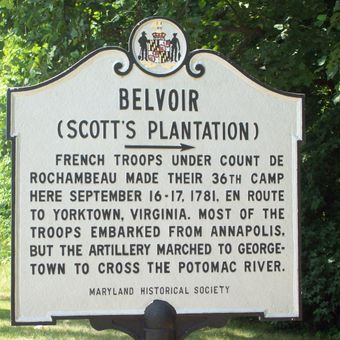 BELVOIR
(SCOTT'S PLANTATION)
FRENCH TROOPS UNDER COUNT DE
ROCHAMBEAU MADE THEIR 36TH CAMP
HERE SEPTEMBER 16-17, 1781, EN ROUTE
TO YORKTOWN, VIRGINIA. MOST OF THE
TROOPS EMBARKED FROM ANNAPOLIS,
BUT THE ARTILLERY MARCHED TO GEORGE-
TOWN TO CROSS THE POTOMAC RIVER.
MARYLAND HISTORICAL SOCIETY